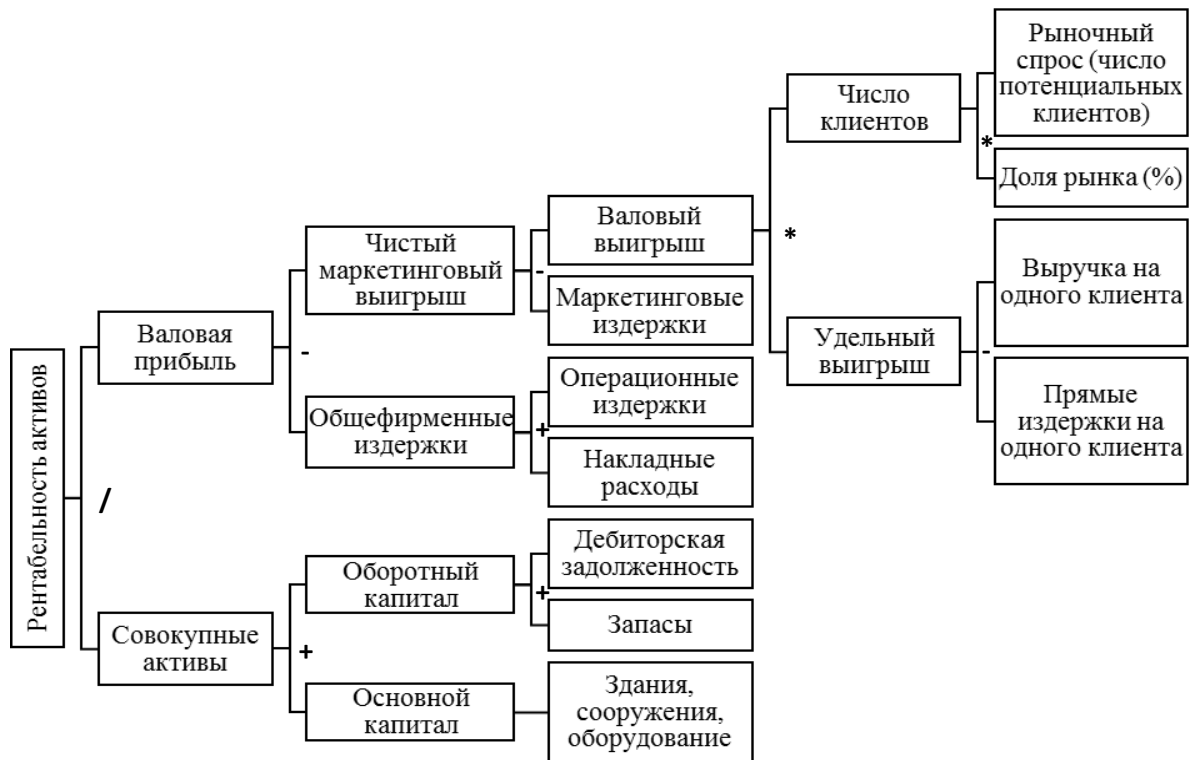 Рентабельность активов
/
Валовая
прибыль
-
Чистый
маркетинговый
выигрыш
-
Валовый
выигрыш
*
Число
клиентов
*
Рыночный
спрос (число
потенциальных
клиентов)
Доля рынка (%)
Удельный
выигрыш
-
Выручка на
одного клиента
Прямые
издержки на
одного клиента
Маркетинговые
издержки
Общефирменные
издержки
+
Операционные
издержки
Накладные
расходы
Совокупные
активы
+
Оборотный
капитал
+
Дебиторская
задолженность
Запасы
Основной
капитал
Здания,
сооружения,
оборудование